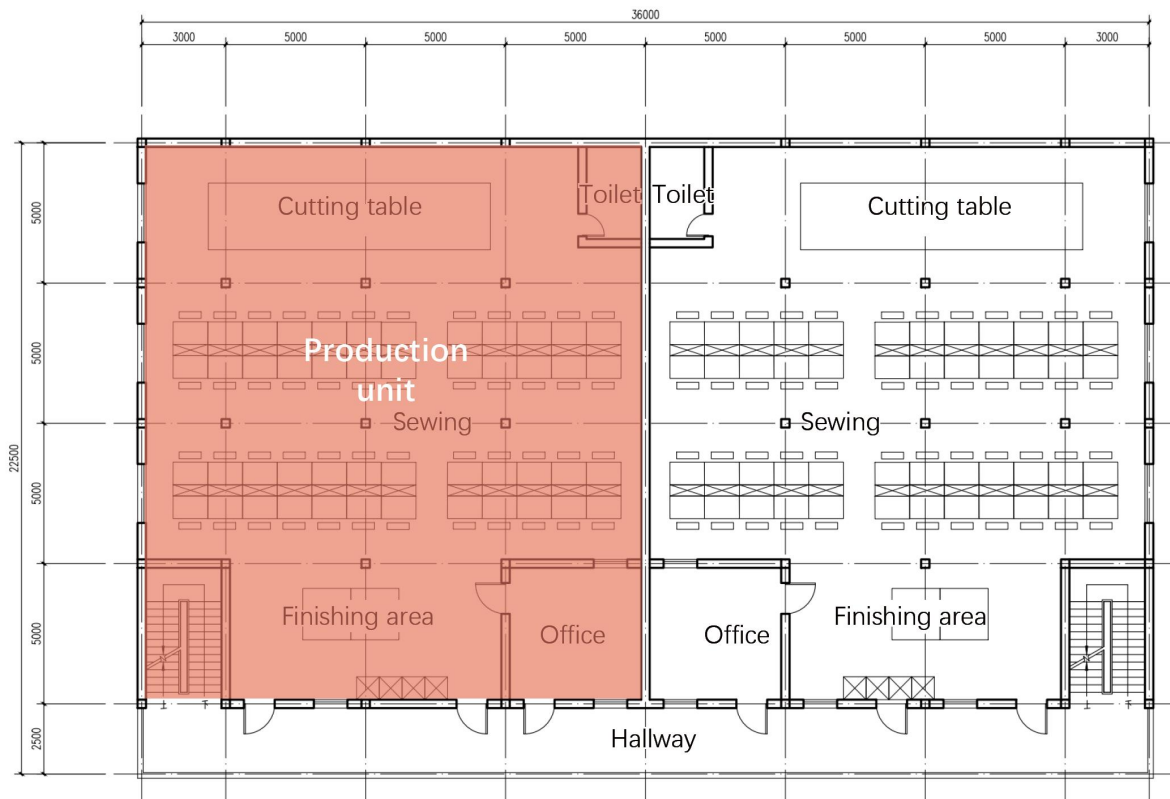 36000
3000 5000 5000 5000 5000 5000 5000 3000
Toilet Toilet
Cutting table
Cutting table
5000
Production
unit
5000
Sewing
Sewing
22500
5000
Finishing area
Finishing area
Office
Office
5000
Hallway
2500